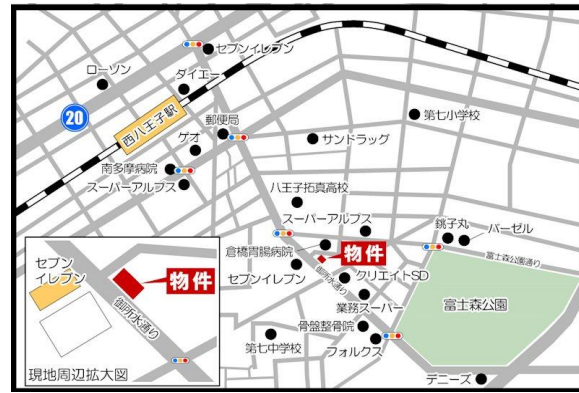 セブンイレブン
ローソン
ダイエー
20
西八王子駅
郵便局
第七小学校
ゲオ
サンドラッグ
南多摩病院
スーパーアルプス
八王子拓真高校
スーパーアルプス
銚子丸
バーゼル
倉橋胃腸病院
物件
富士森公園通り
セブンイレブン
御所水通り
クリエイトSD
業務スーパー
富士森公園
骨盤整骨院
第七中学校
フォルクス
デニーズ
セブン
イレブン
物件
御所水通り
現地周辺拡大図